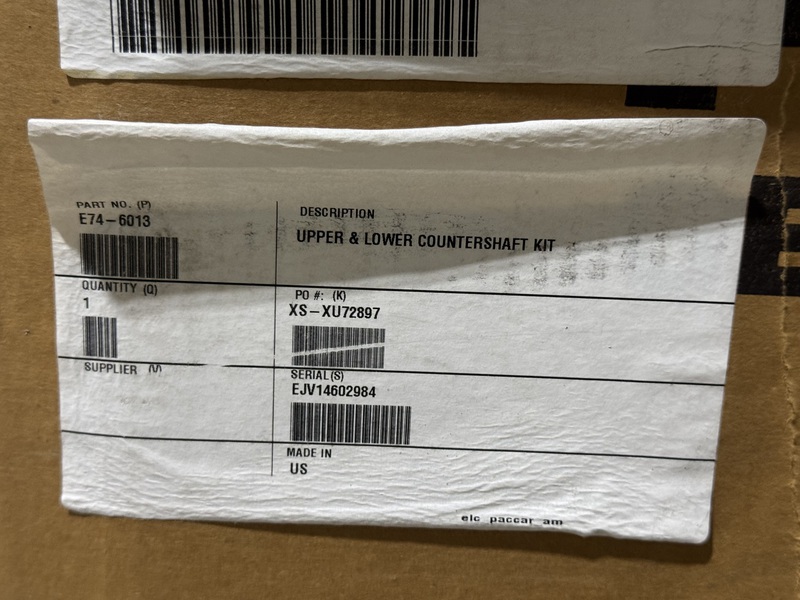 PART NO. (P)
E74-6013
DESCRIPTION
UPPER & LOWER COUNTERSHAFT KIT
QUANTITY (Q)
1
PO #: (K)
XS-XU72897
SUPPLIER (V)
SERIAL(S)
EJV14602984
MADE IN
US
elc paccar am